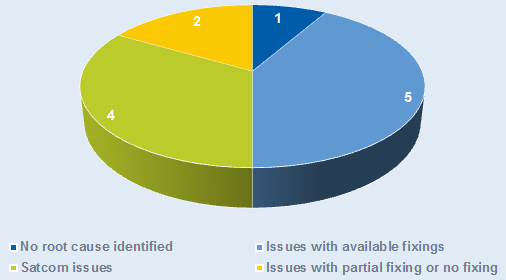 2
1
5
4
No root cause identified
Issues with available fixings
Satcom issues
Issues with partial fixing or no fixing